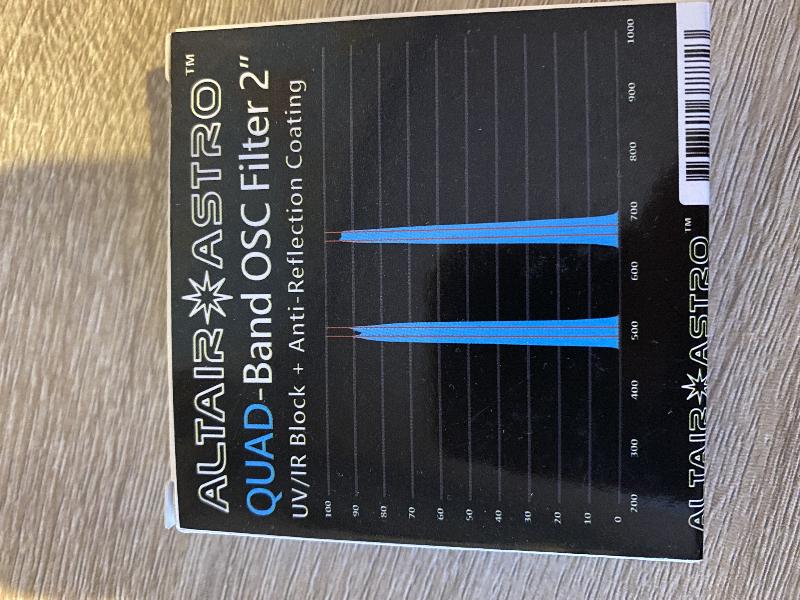 ALTAIR ASTRO™
QUAD-Band OSC Filter 2"
UV/IR Block + Anti-Reflection Coating
100
90
80
70
60
50
40
30
20
10
0
200 300 400 500 600 700 800 900 1000
ALTAIR ASTRO™